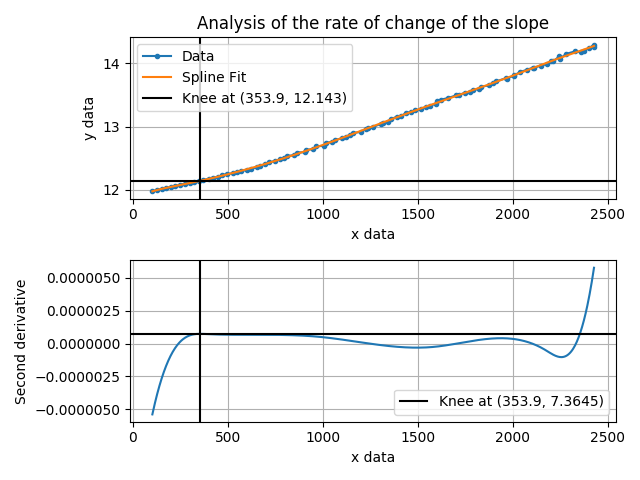 Analysis of the rate of change of the slope
Data
Spline Fit
Knee at (353.9, 12.143)
14
13
12
y data
0 500 1000 1500 2000 2500
x data
0.0000050
0.0000025
0.0000000
−0.0000025
−0.0000050
Second derivative
Knee at (353.9, 7.3645)
0 500 1000 1500 2000 2500
x data